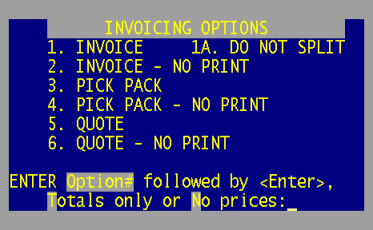 INVOICING OPTIONS
1. INVOICE 1A. DO NOT SPLIT
2. INVOICE - NO PRINT
3. PICK PACK
4. PICK PACK - NO PRINT
5. QUOTE
6. QUOTE - NO PRINT
ENTER Option# followed by <Enter>,
Totals only or No prices:_